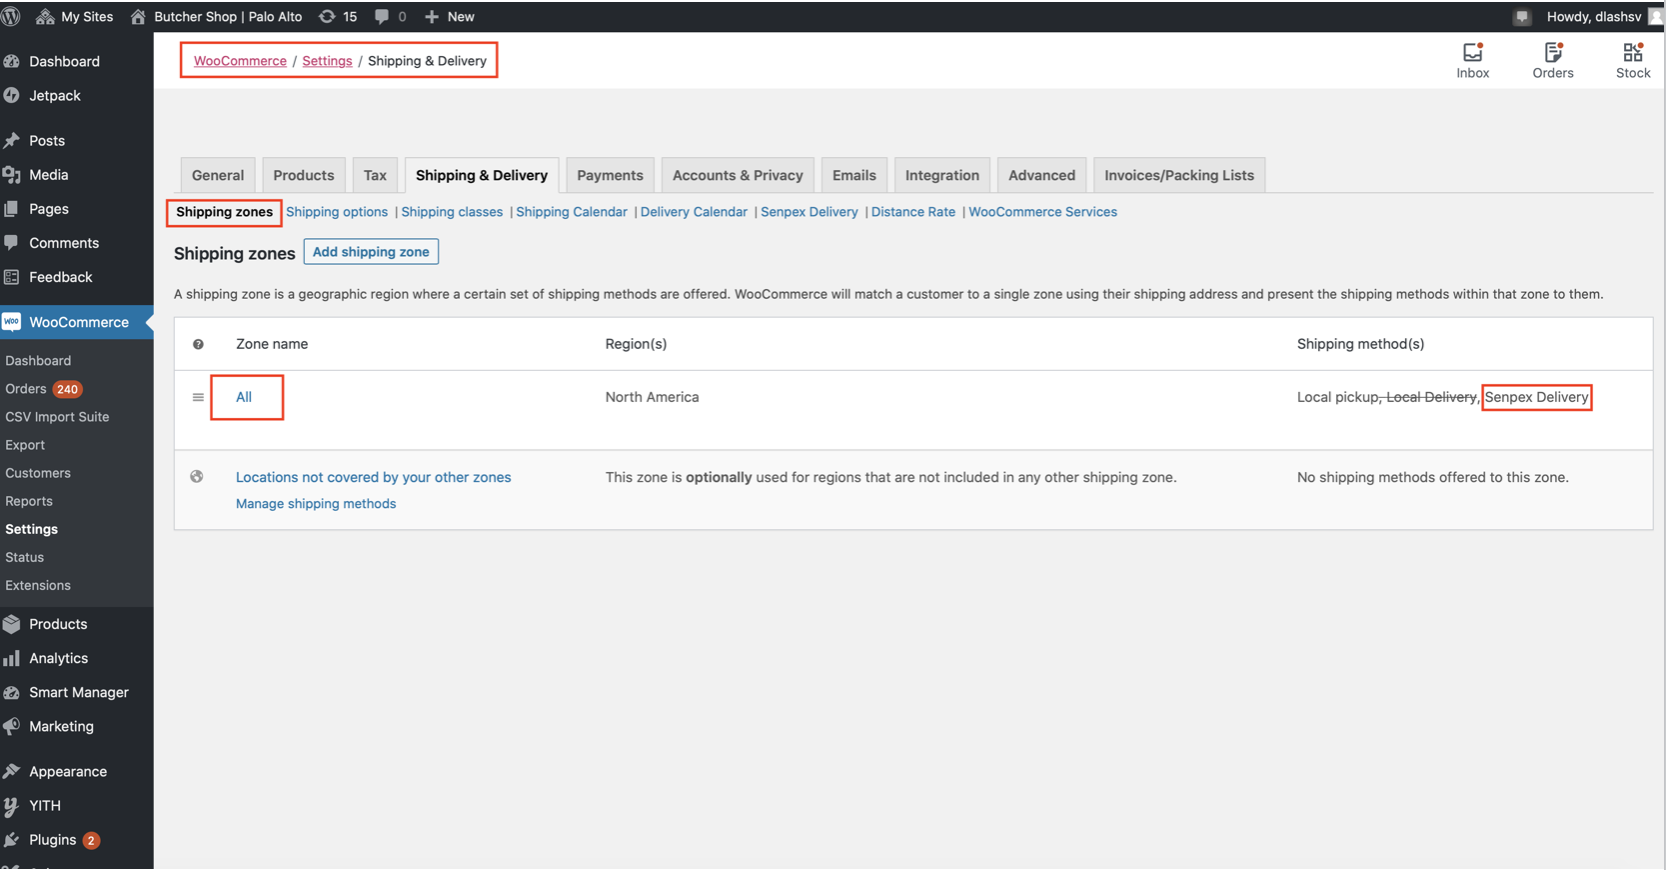 My Sites Butcher Shop | Palo Alto 15 0 New Howdy, dlashsv
Dashboard
Jetpack
Posts
Media
Pages
Comments
Feedback
WooCommerce
Dashboard
Orders 240
CSV Import Suite
Export
Customers
Reports
Settings
Status
Extensions
Products
Analytics
Smart Manager
Marketing
Appearance
YITH
Plugins 2
WooCommerce / Settings / Shipping & Delivery
Inbox Orders Stock
General Products Tax Shipping & Delivery Payments Accounts & Privacy Emails Integration Advanced Invoices/Packing Lists
Shipping zones Shipping options | Shipping classes | Shipping Calendar | Delivery Calendar | Senpex Delivery | Distance Rate | WooCommerce Services
Shipping zones Add shipping zone
A shipping zone is a geographic region where a certain set of shipping methods are offered. WooCommerce will match a customer to a single zone using their shipping address and present the shipping methods within that zone to them.
? Zone name Region(s) Shipping method(s)
All North America Local pickup, Local Delivery, Senpex Delivery
Locations not covered by your other zones This zone is optionally used for regions that are not included in any other shipping zone. No shipping methods offered to this zone.
Manage shipping methods